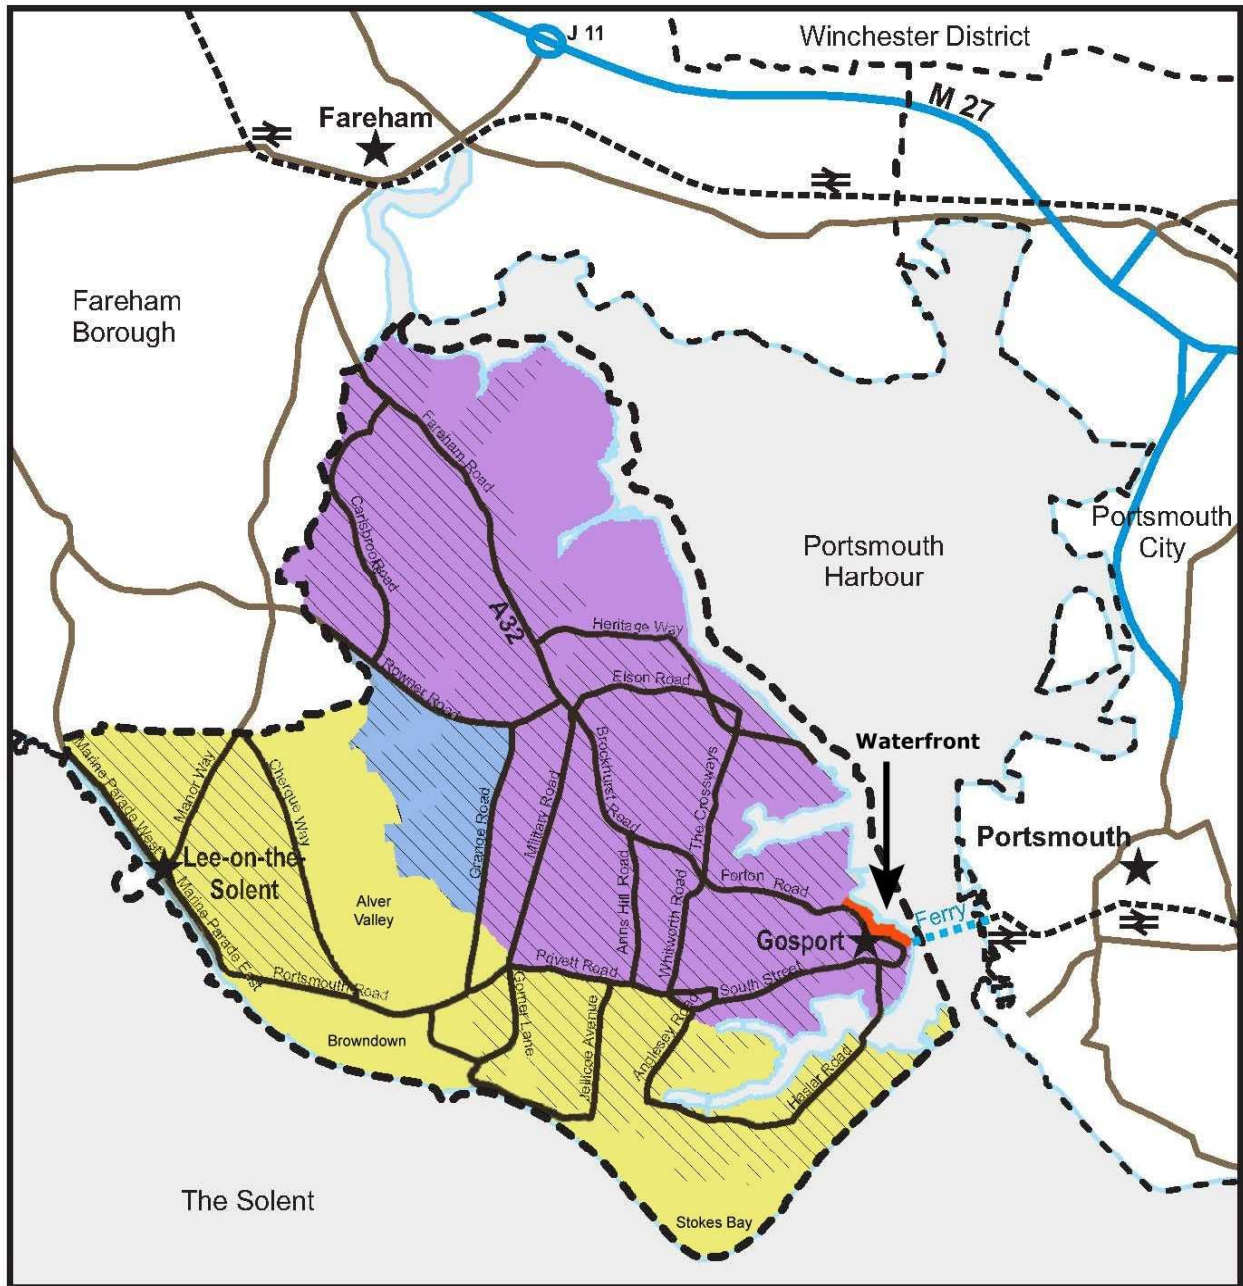 J 11
Winchester District
M 27
Fareham
Fareham
Borough
Fareham Road
Carisbrooke Road
A32
Portsmouth
Harbour
Portsmouth
City
Heritage Way
Elson Road
Rowner Road
Brockhurst Road
The Crossways
Military Road
Grange Road
Waterfront
Marine Parade West
Manor Way
Cherque Way
Lee-on-the-
Solent
Portsmouth
Alver
Valley
Anns Hill Road
Whitworth Road
Forton Road
Ferry
Gosport
Marine Parade East
Portsmouth Road
Privett Road
South Street
Gomer Lane
Jellicoe Avenue
Anglesey Road
Haslar Road
Browndown
The Solent
Stokes Bay